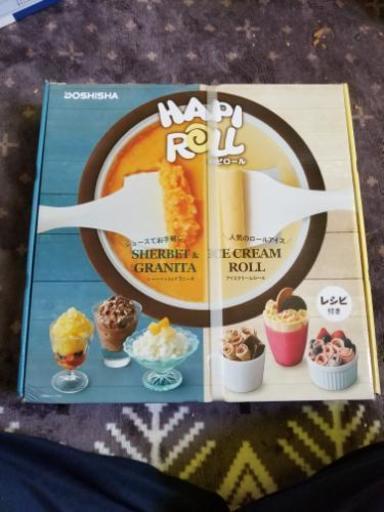 DOSHISHA
HAPI
ROLL
ハピロール
ジュースでお手軽に
SHERBET &
GRANITA
人気のロールアイス
ICE CREAM
ROLL
アイスクリームロール
レシピ
付き